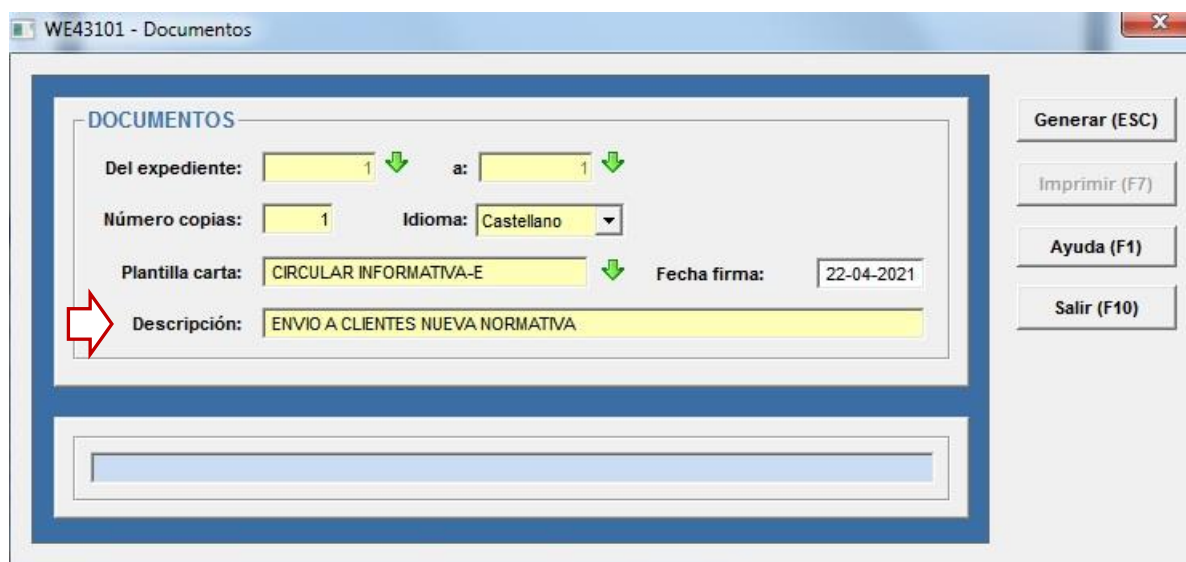 WE43101 - Documentos
DOCUMENTOS
Generar (ESC)
Del expediente: 1 a: 1
Imprimir (F7)
Número copias: 1 Idioma: Castellano
Ayuda (F1)
Plantilla carta: CIRCULAR INFORMATIVA-E Fecha firma: 22-04-2021
Salir (F10)
Descripción: ENVIO A CLIENTES NUEVA NORMATIVA